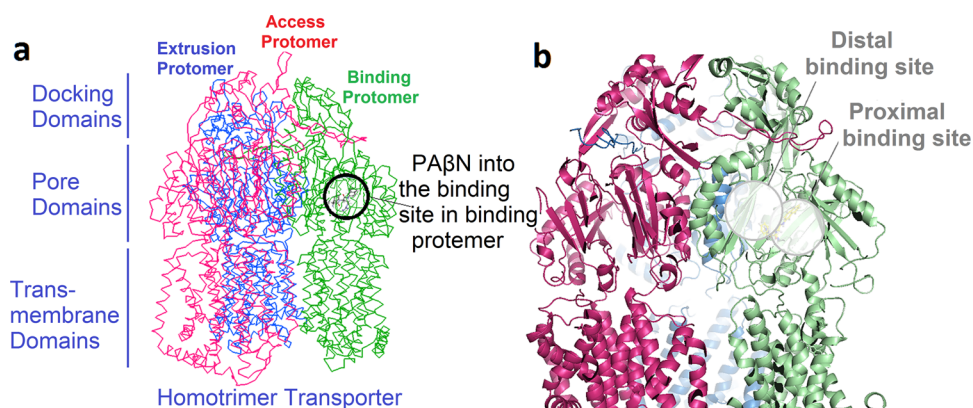 a
Access
Protomer
Extrusion
Protomer
Binding
Protomer
Docking
Domains
Pore
Domains
Trans-
membrane
Domains
PAβN into
the binding
site in binding
protemer
Homotrimer Transporter
b
Distal
binding site
Proximal
binding site